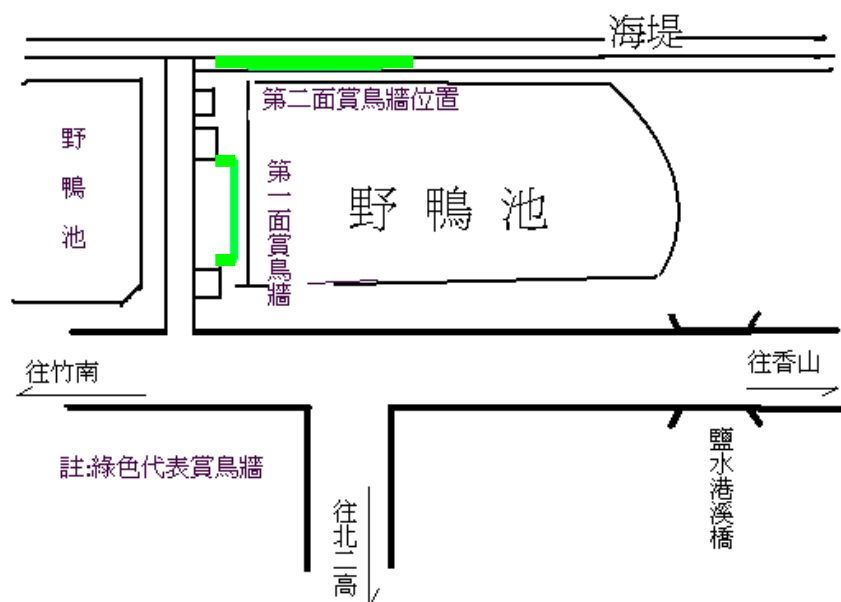 海堤
第二面賞鳥牆位置
野鴨池
第一面賞鳥牆
野鴨池
往竹南
往香山
註:綠色代表賞鳥牆
鹽水港溪橋
往北二高